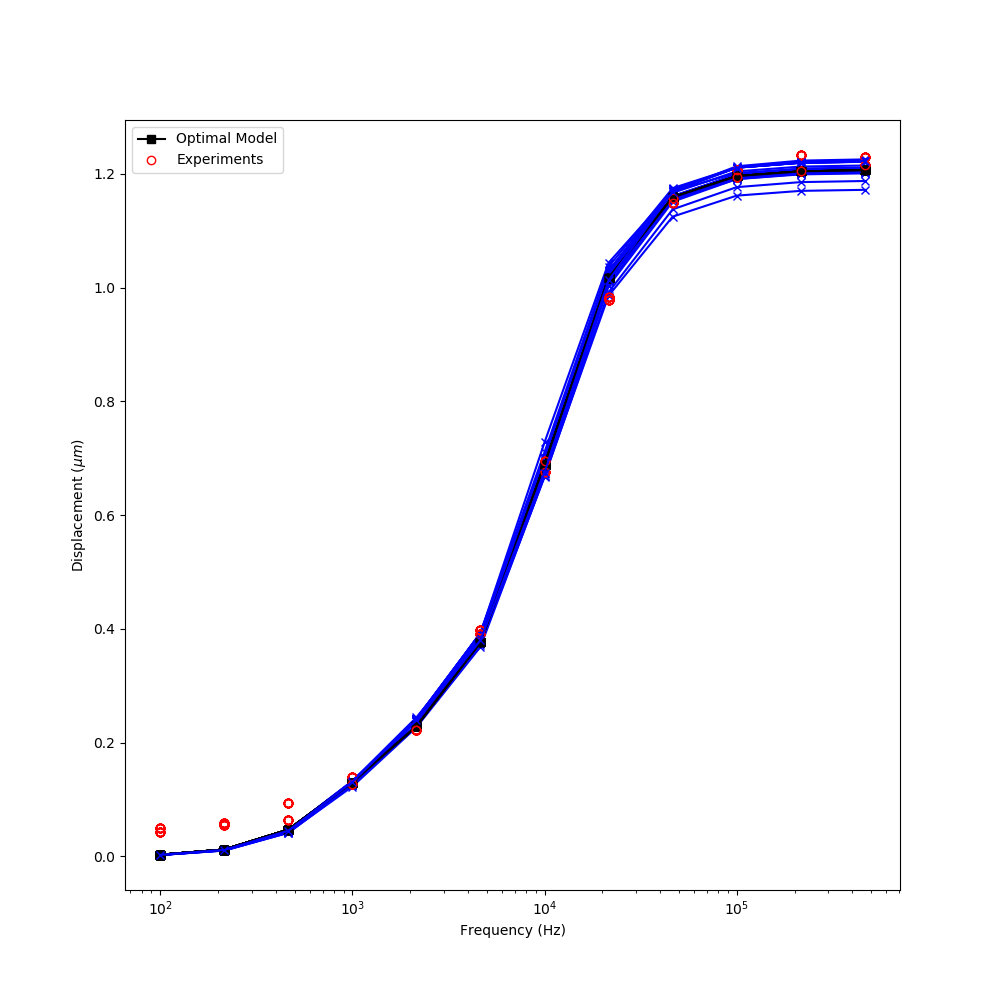 Optimal Model
Experiments
1.2
1.0
0.8
0.6
0.4
0.2
0.0
Displacement (μm)
10²
10³
10⁴
10⁵
Frequency (Hz)